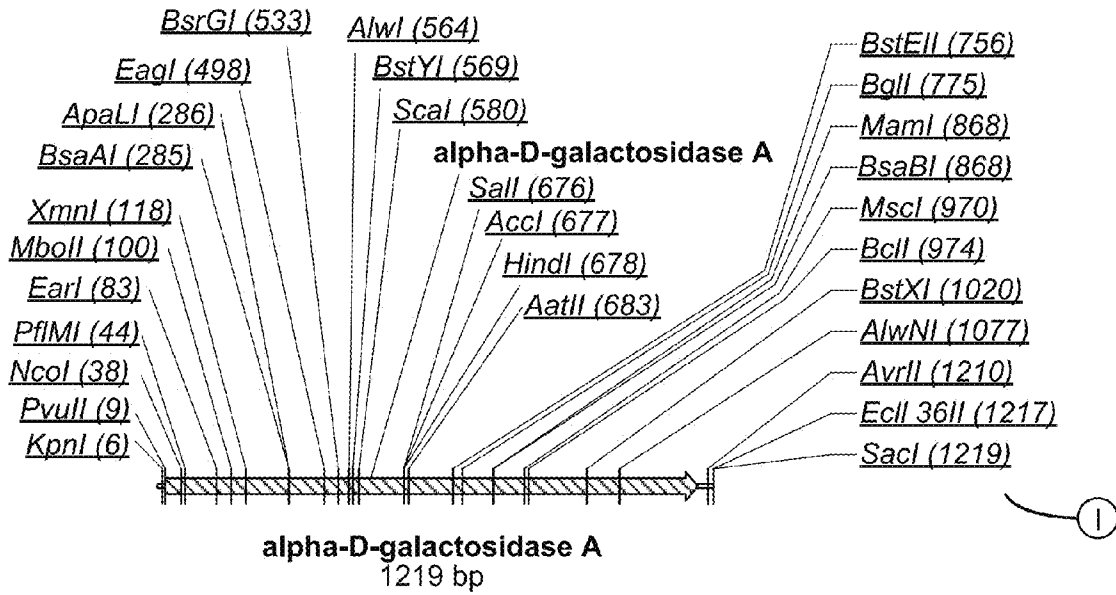 BsrGI (533)
AlwI (564)
EagI (498)
BstYI (569)
ApaLI (286)
ScaI (580)
BsaAI (285)
alpha-D-galactosidase A
SalI (676)
XmnI (118)
AccI (677)
MboII (100)
HindI (678)
EarI (83)
AatII (683)
PflMI (44)
NcoI (38)
PvuII (9)
KpnI (6)
BstEII (756)
BglI (775)
MamI (868)
BsaBI (868)
MscI (970)
BclI (974)
BstXI (1020)
AlwNI (1077)
AvrII (1210)
EclI 36II (1217)
SacI (1219)
I
alpha-D-galactosidase A
1219 bp